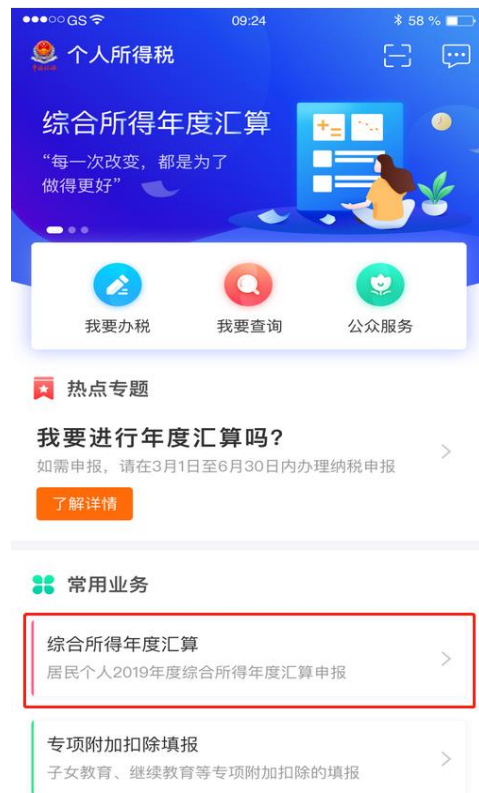 GS 09:24 58 %
个人所得税
综合所得年度汇算
“每一次改变，都是为了
做得更好”
我要办税 我要查询 公众服务
热点专题
我要进行年度汇算吗?
如需申报，请在3月1日至6月30日内办理纳税申报
了解详情
常用业务
综合所得年度汇算
居民个人2019年度综合所得年度汇算申报
专项附加扣除填报
子女教育、继续教育等专项附加扣除的填报